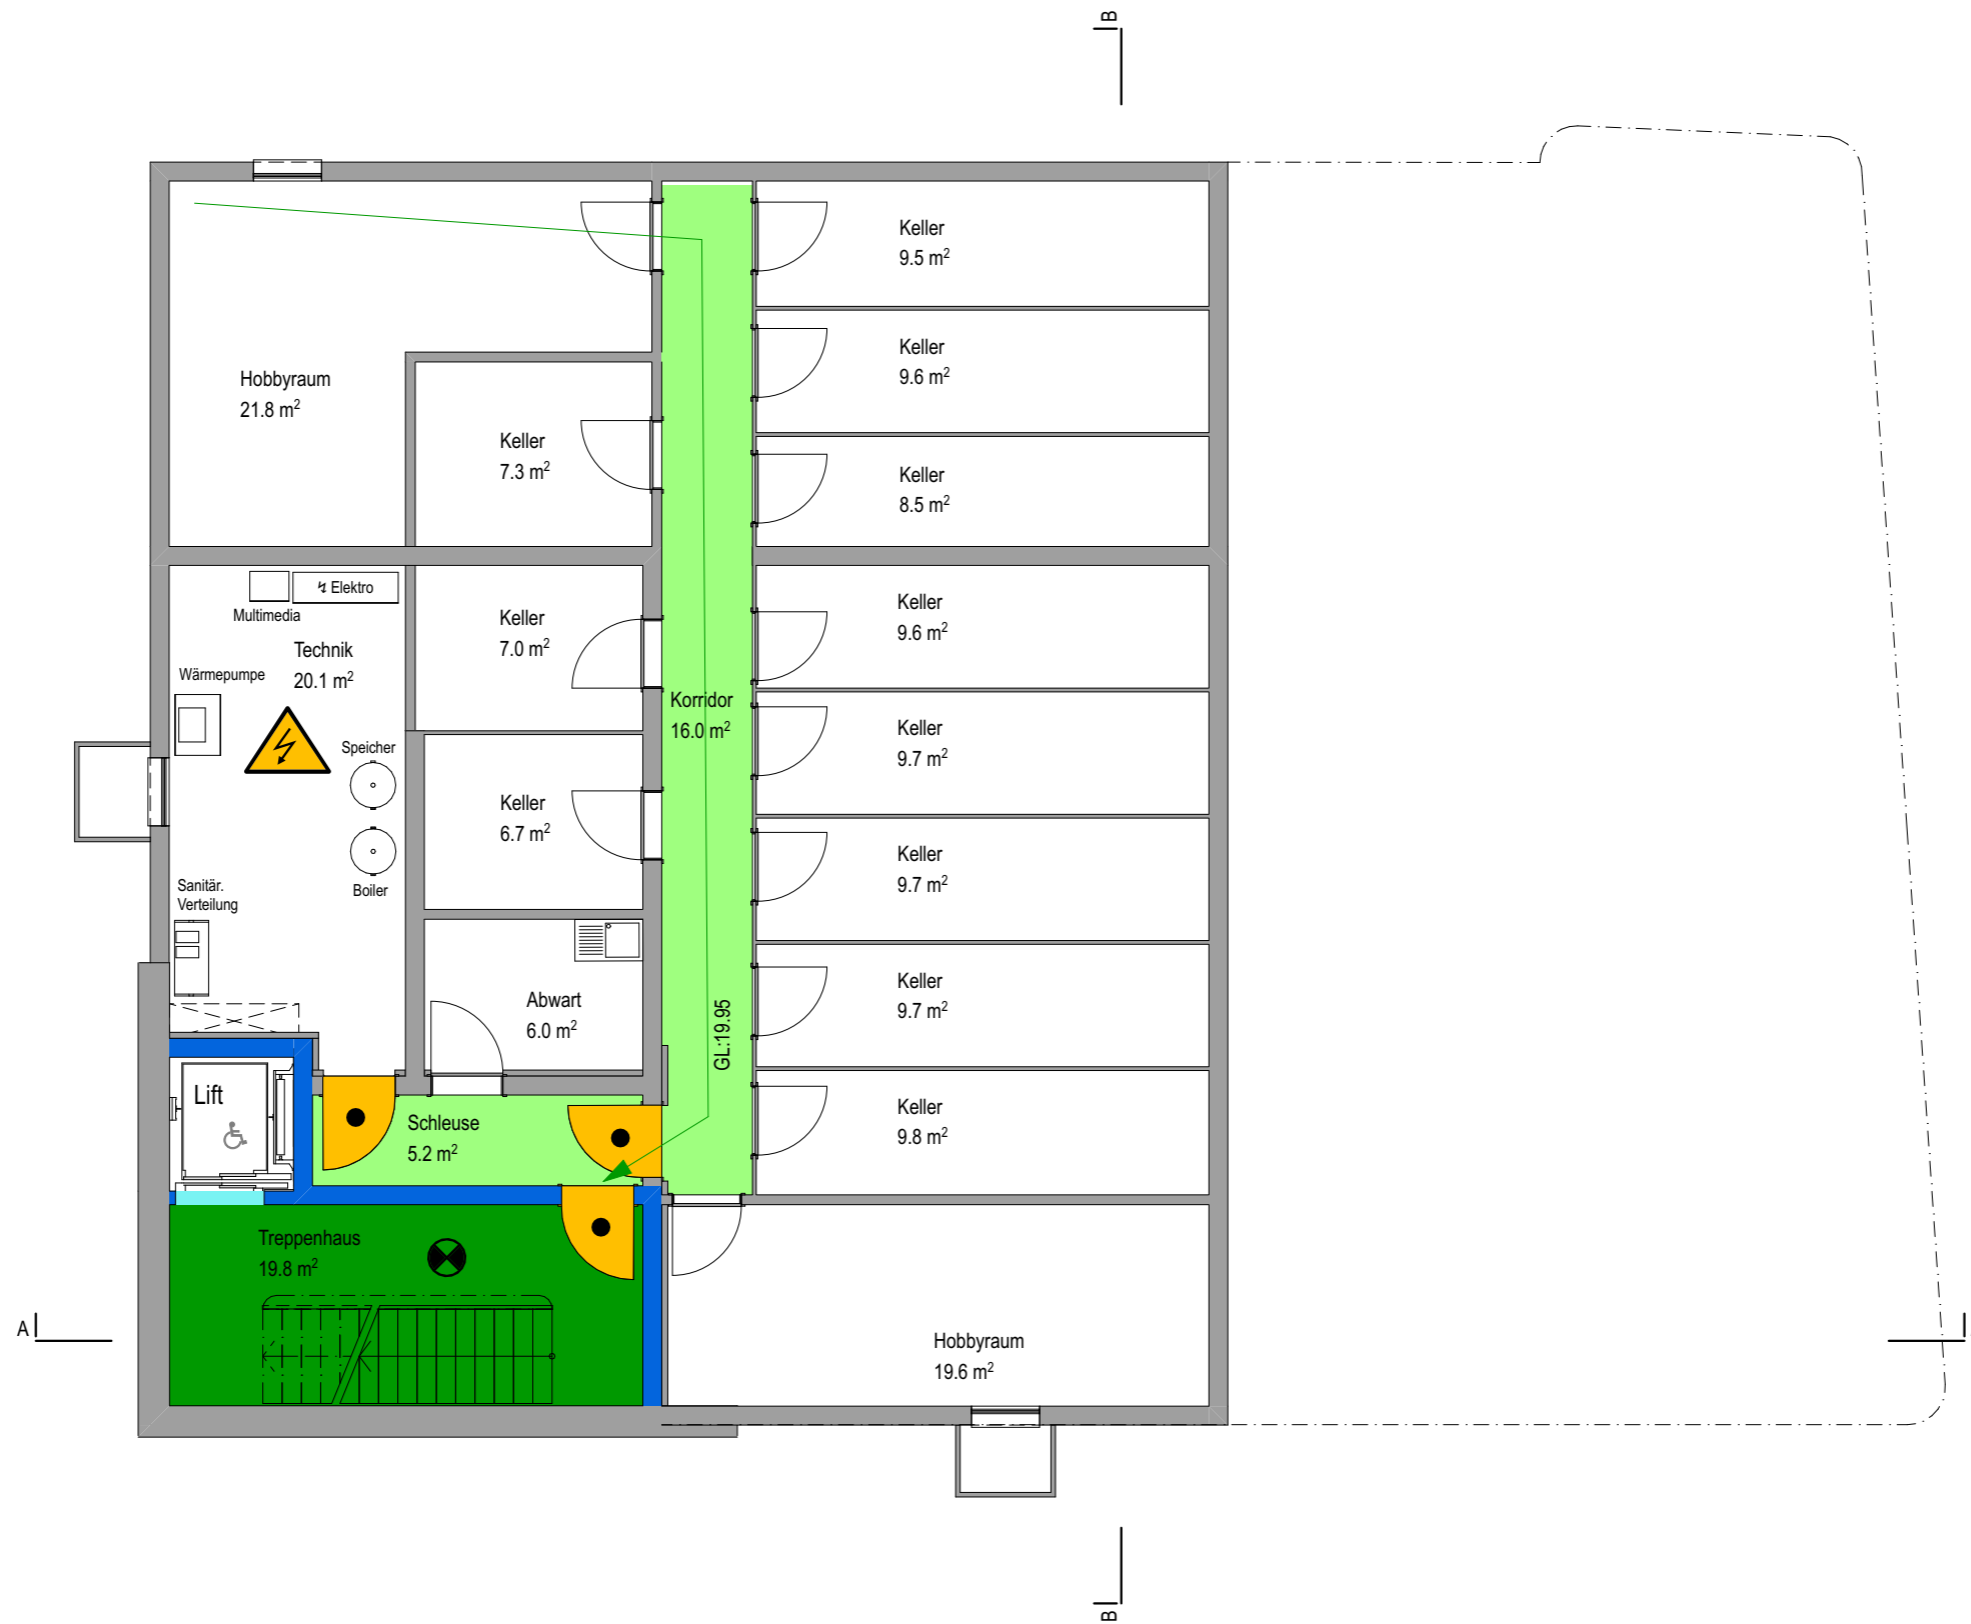 B
Keller
9.5 m²
Keller
9.6 m²
Hobbyraum
21.8 m²
Keller
7.3 m²
Keller
8.5 m²
Elektro
Multimedia
Technik
20.1 m²
Wärmepumpe
Keller
7.0 m²
Keller
9.6 m²
Korridor
16.0 m²
Keller
9.7 m²
Speicher
Keller
6.7 m²
Boiler
Keller
9.7 m²
Sanitär.
Verteilung
Abwart
6.0 m²
Keller
9.7 m²
GL:19.95
Lift
Schleuse
5.2 m²
Keller
9.8 m²
Treppenhaus
19.8 m²
A
Hobbyraum
19.6 m²
B